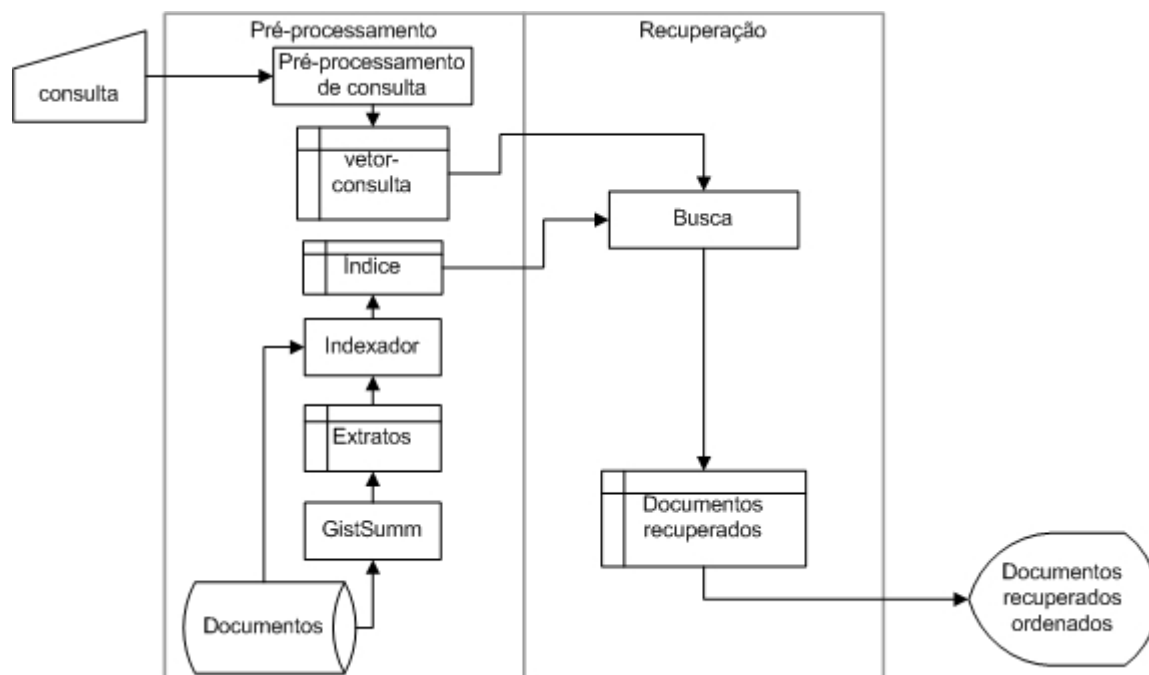 Pré-processamento
Recuperação
consulta
Pré-processamento
de consulta
vetor-
consulta
Busca
Índice
Indexador
Extratos
GistSumm
Documentos
Documentos
recuperados
Documentos
recuperados
ordenados